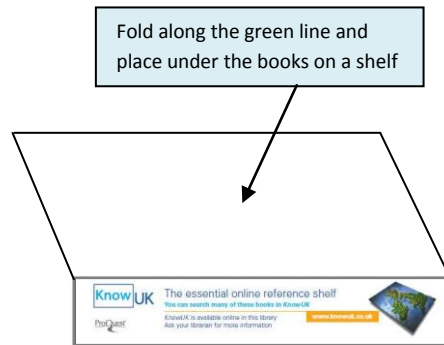 Fold along the green line and
place under the books on a shelf
Know UK
The essential online reference shelf
You can search many of these books in KnowUK
KnowUK is available online in this library
Ask your librarian for more information
www.knowuk.co.uk
ProQuest